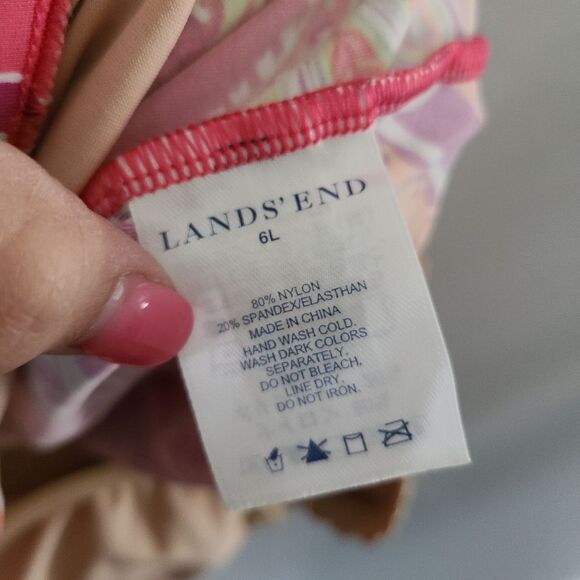 LANDS' END
6L
80% NYLON
20% SPANDEX/ELASTHAN
MADE IN CHINA
HAND WASH COLD.
WASH DARK COLORS
SEPARATELY.
DO NOT BLEACH.
LINE DRY.
DO NOT IRON.